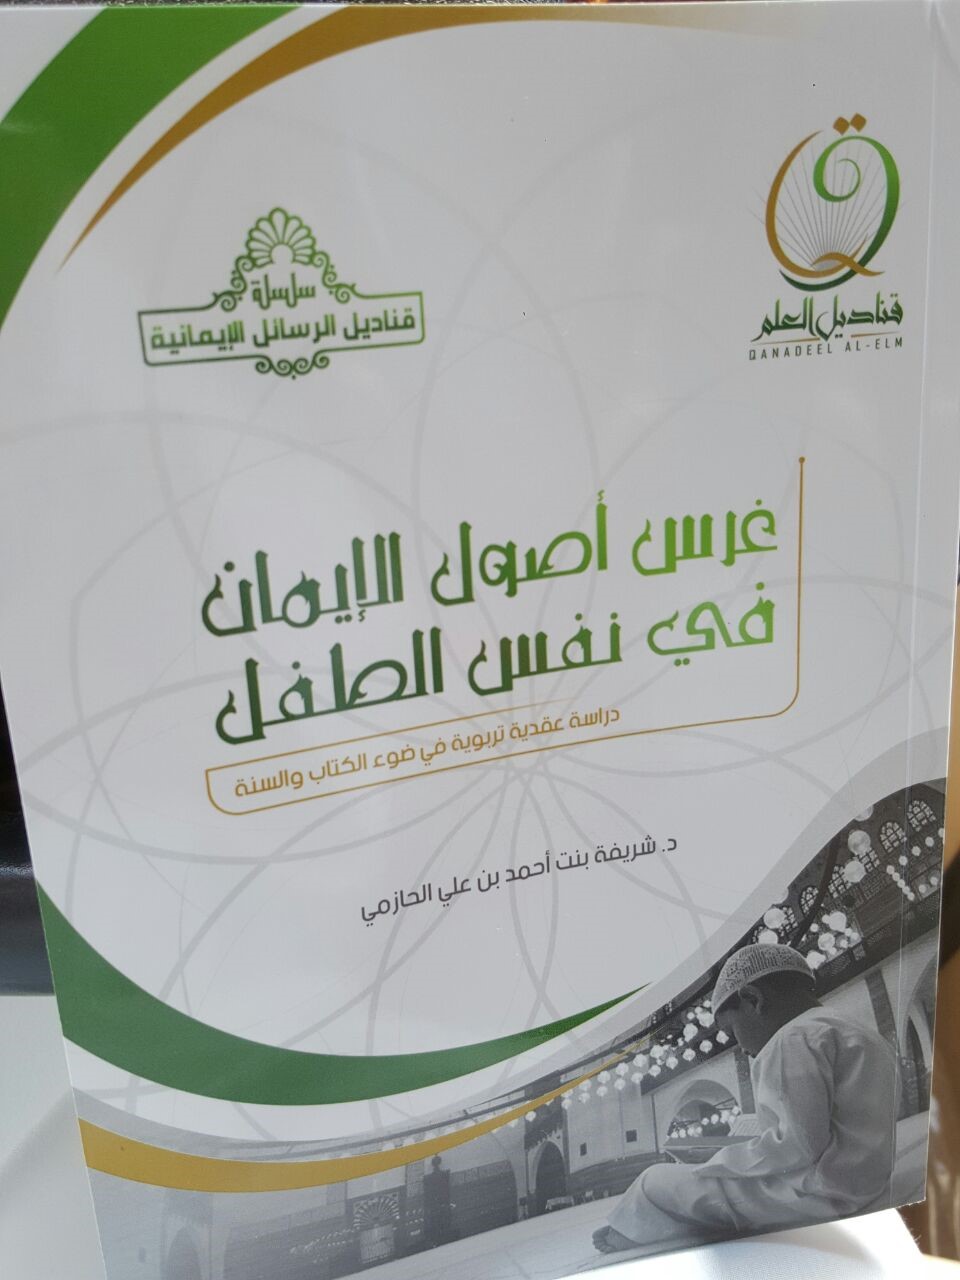 قناديل العلم
QANADEEL AL-ELM
سلسلة
قناديل الرسائل الإيمانية
غرس أصول الإيمان
في نفس الطفل
دراسة عقدية تربوية في ضوء الكتاب والسنة
د. شريفة بنت أحمد بن علي الحازمي